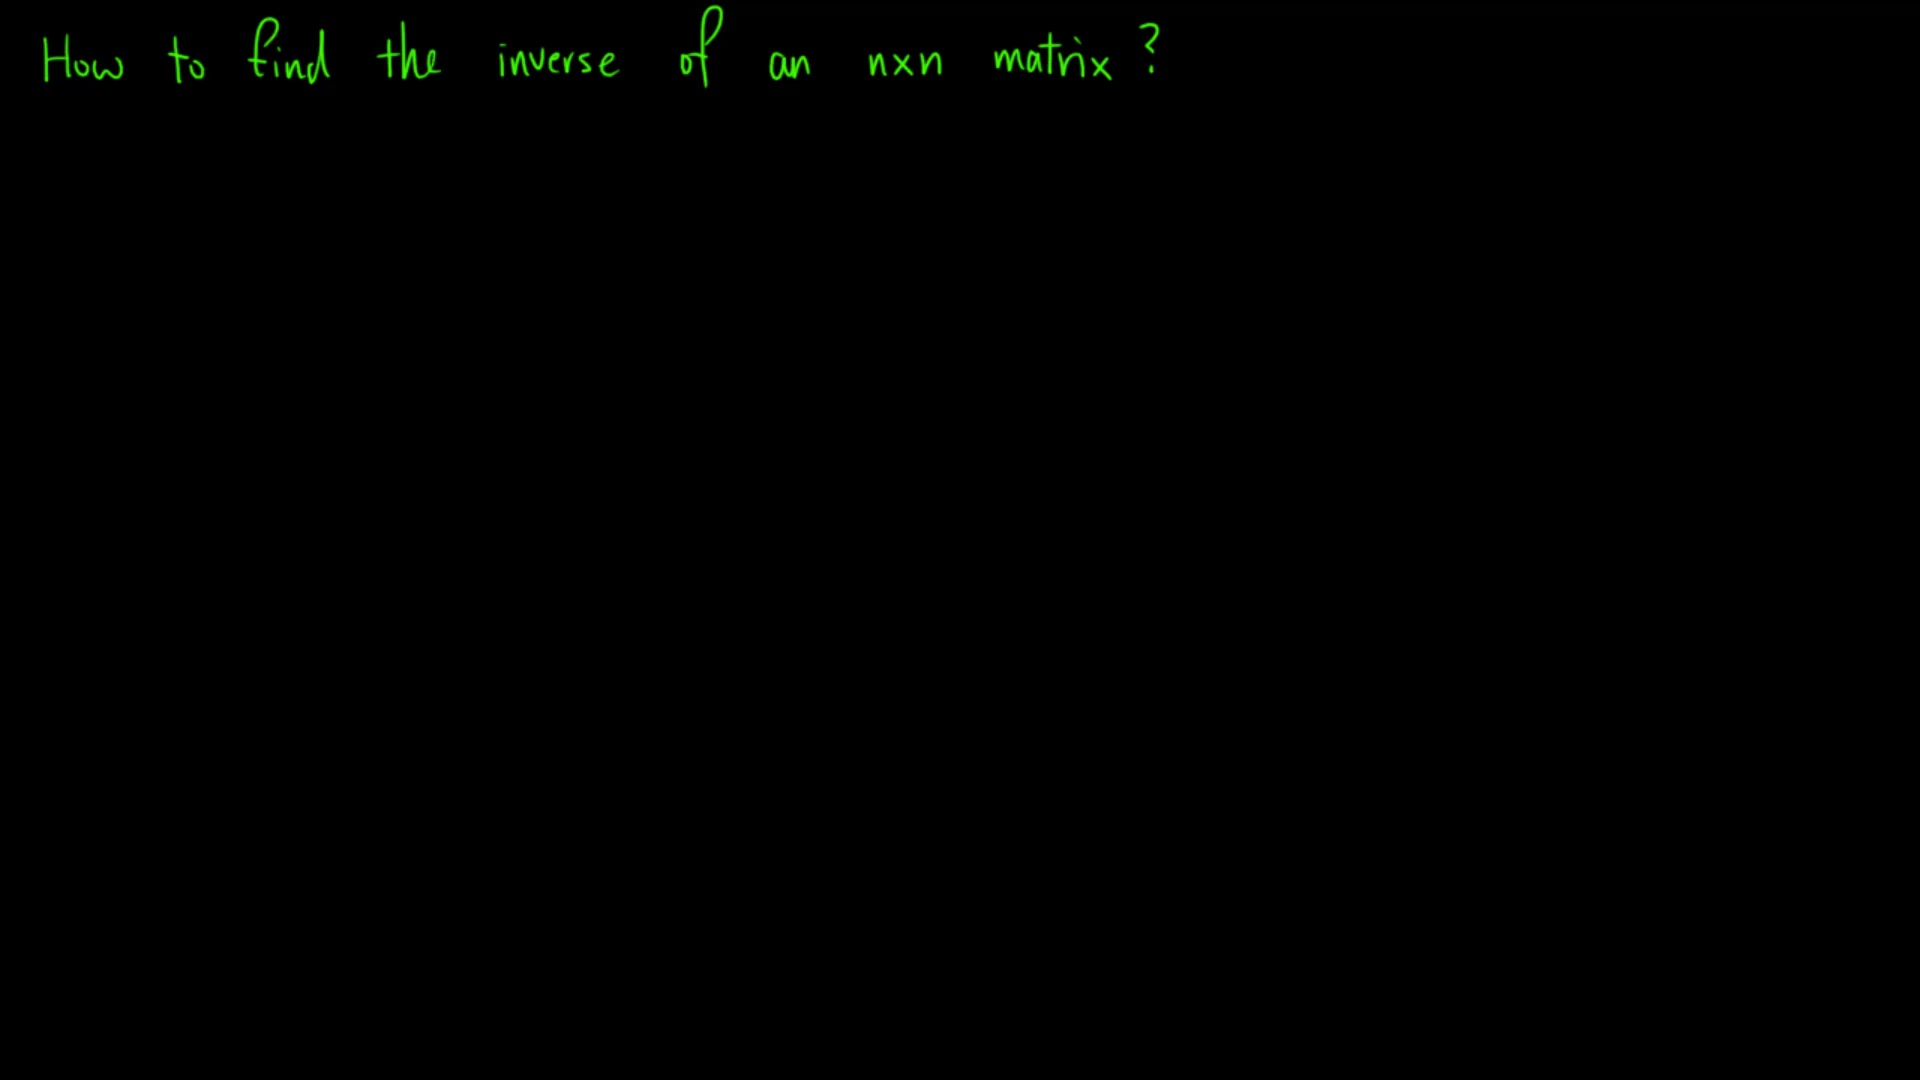 How to find the inverse of an nxn matrix ?